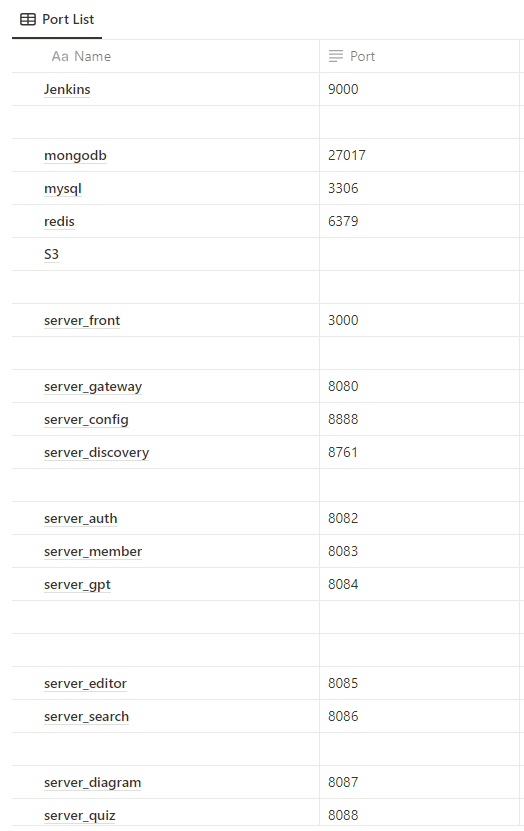 Port List
Aa Name Port
Jenkins 9000
mongodb 27017
mysql 3306
redis 6379
S3
server_front 3000
server_gateway 8080
server_config 8888
server_discovery 8761
server_auth 8082
server_member 8083
server_gpt 8084
server_editor 8085
server_search 8086
server_diagram 8087
server_quiz 8088